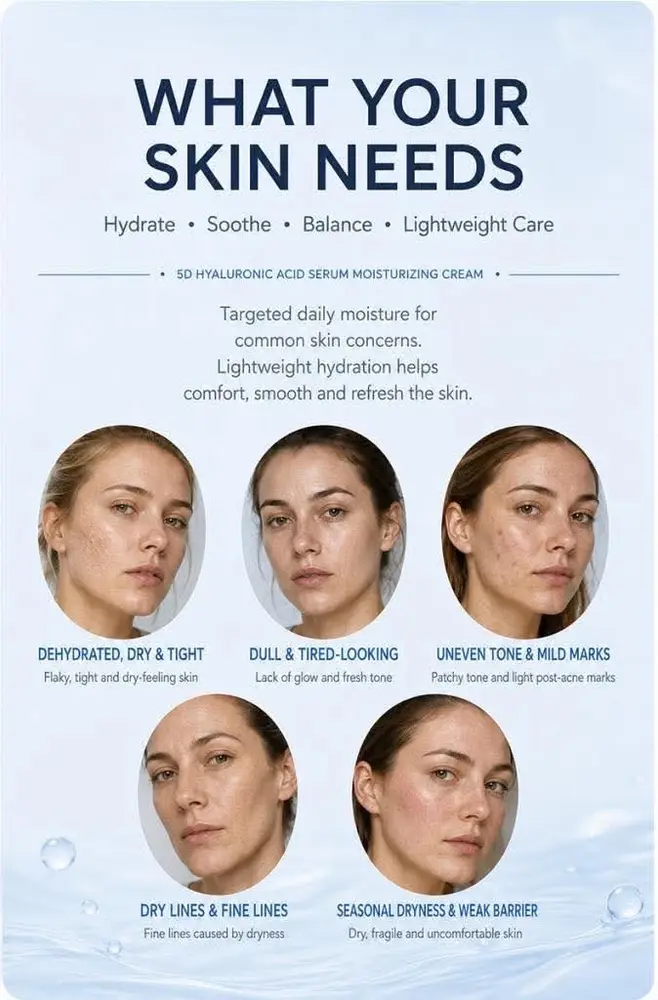 WHAT YOUR
SKIN NEEDS
Hydrate • Soothe • Balance • Lightweight Care
• 5D HYALURONIC ACID SERUM MOISTURIZING CREAM •
Targeted daily moisture for
common skin concerns.
Lightweight hydration helps
comfort, smooth and refresh the skin.
DEHYDRATED, DRY & TIGHT
Flaky, tight and dry-feeling skin
DULL & TIRED-LOOKING
Lack of glow and fresh tone
UNEVEN TONE & MILD MARKS
Patchy tone and light post-acne marks
DRY LINES & FINE LINES
Fine lines caused by dryness
SEASONAL DRYNESS & WEAK BARRIER
Dry, fragile and uncomfortable skin